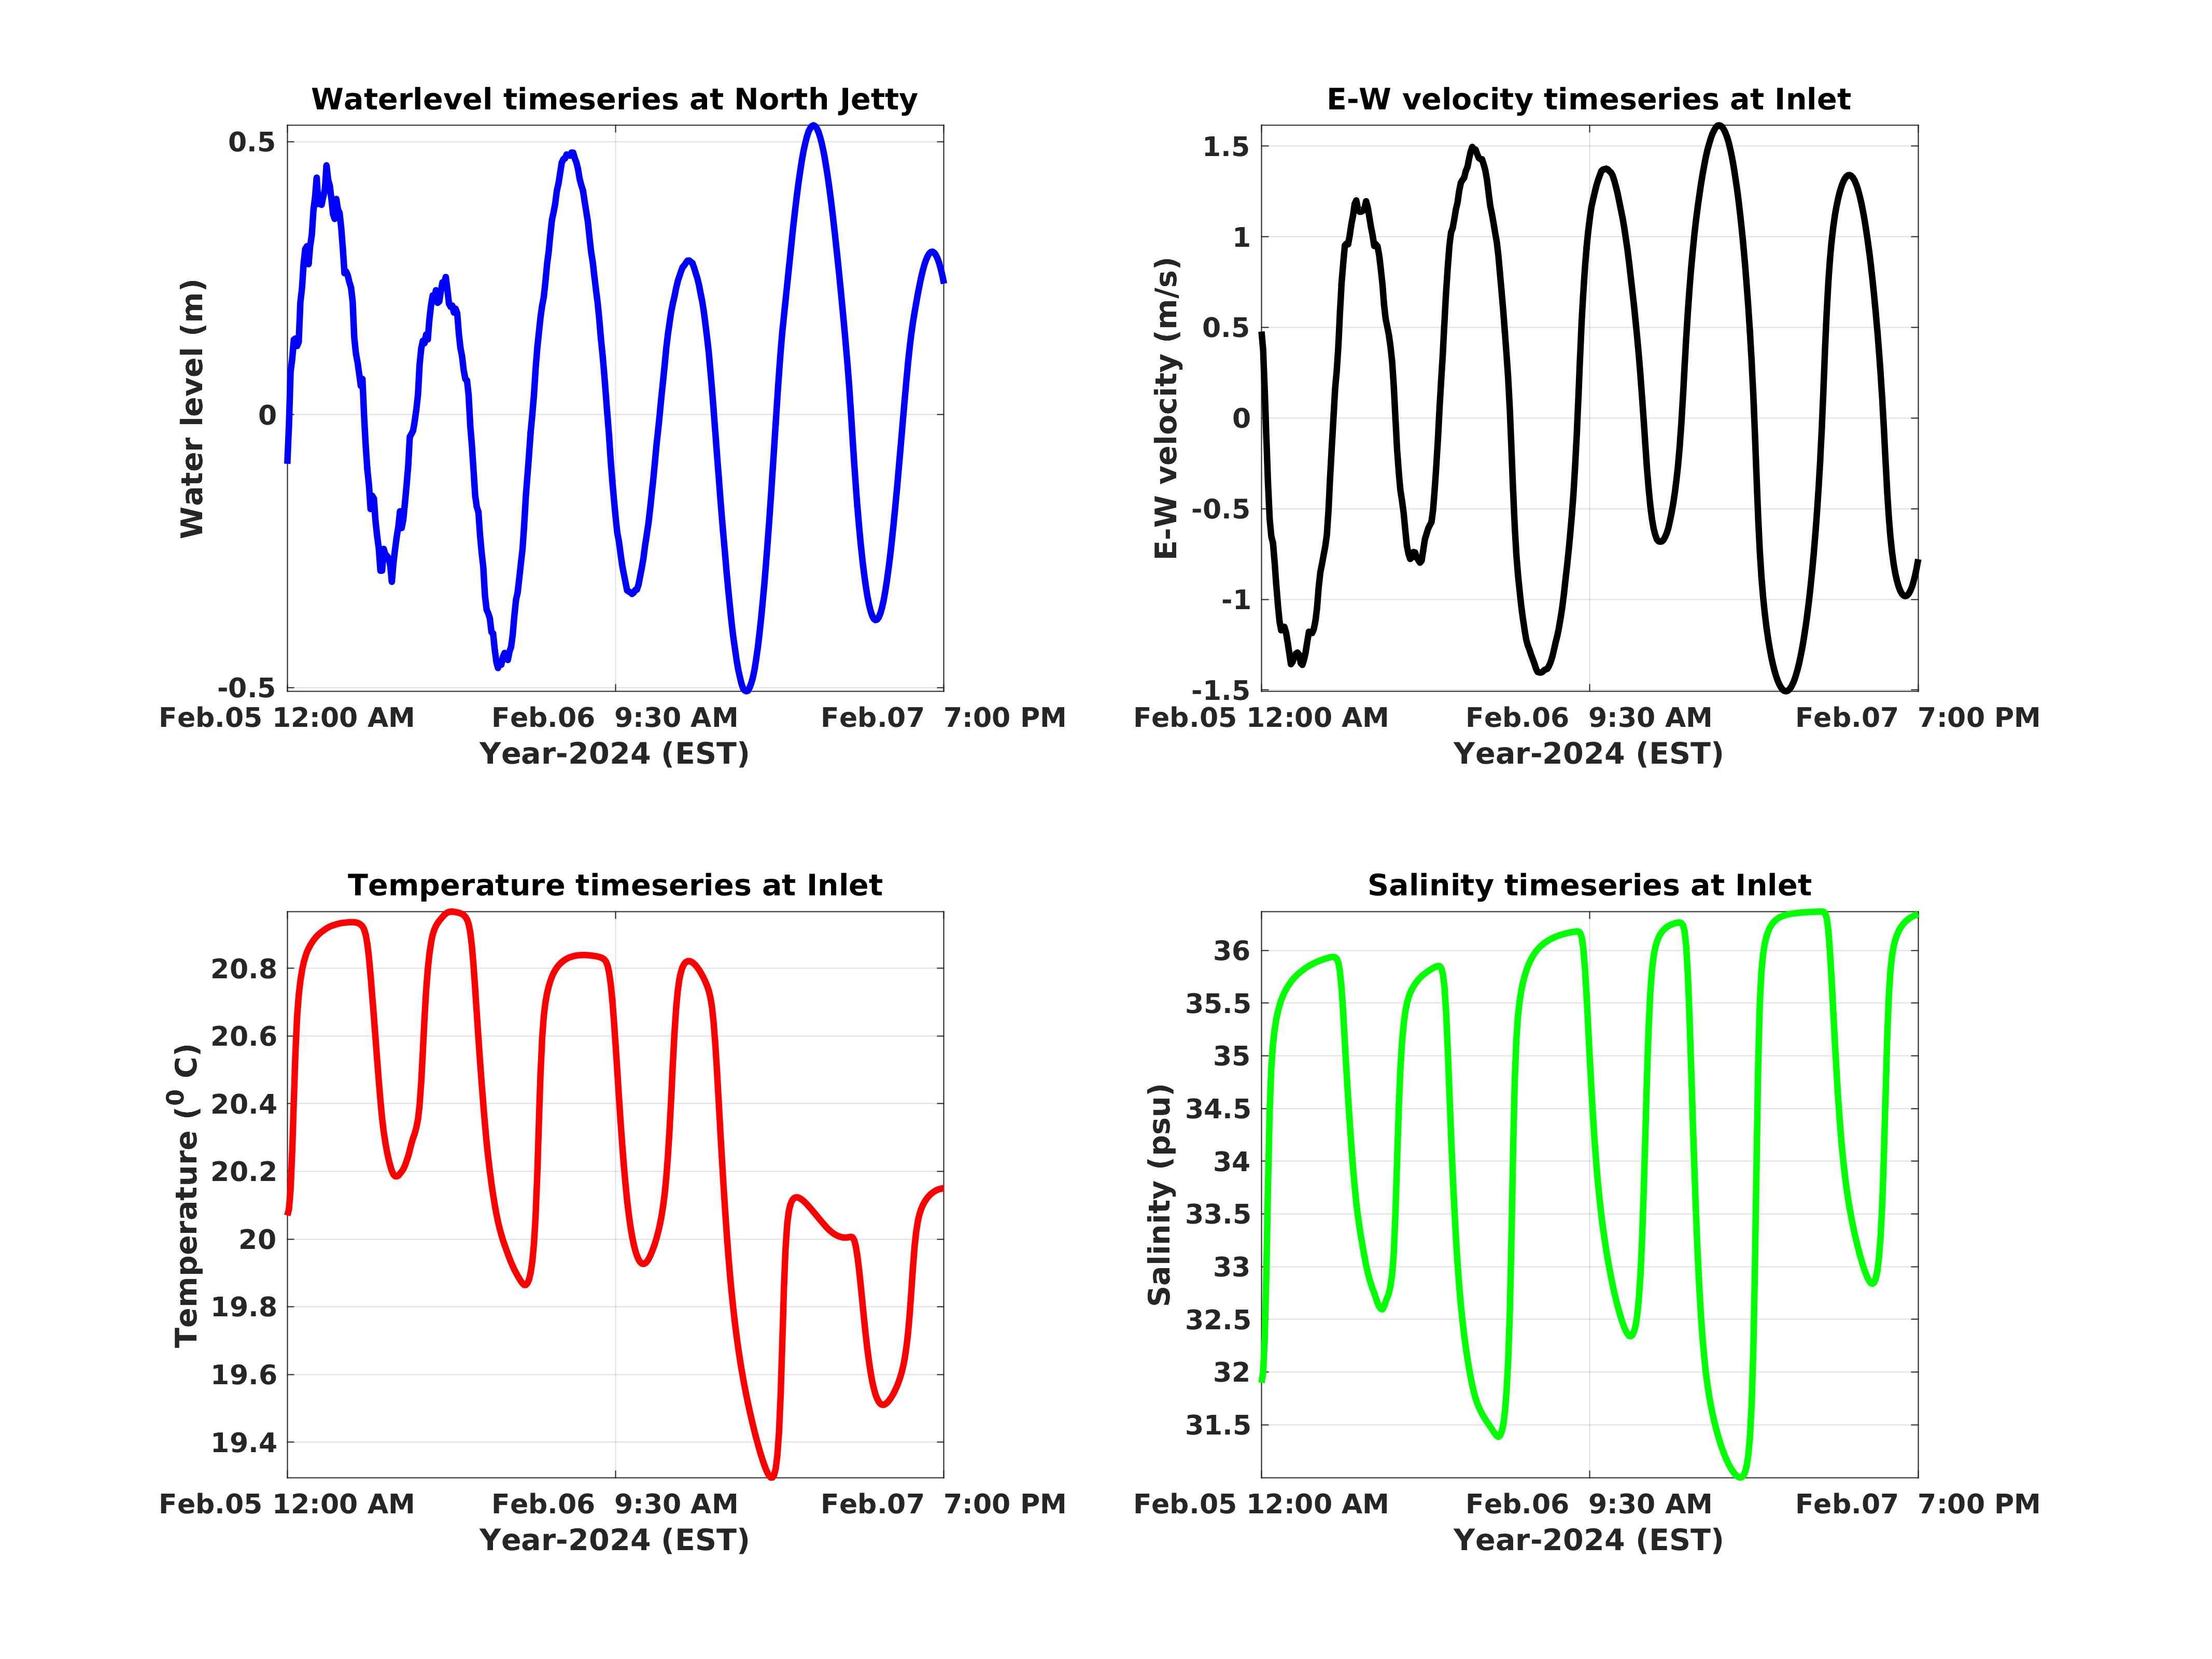 Waterlevel timeseries at North Jetty
Water level (m)
0.5
0
-0.5
Feb.05 12:00 AM
Feb.06 9:30 AM
Feb.07 7:00 PM
Year-2024 (EST)
E-W velocity timeseries at Inlet
E-W velocity (m/s)
1.5
1
0.5
0
-0.5
-1
-1.5
Feb.05 12:00 AM
Feb.06 9:30 AM
Feb.07 7:00 PM
Year-2024 (EST)
Temperature timeseries at Inlet
Temperature (⁰ C)
20.8
20.6
20.4
20.2
20
19.8
19.6
19.4
Feb.05 12:00 AM
Feb.06 9:30 AM
Feb.07 7:00 PM
Year-2024 (EST)
Salinity timeseries at Inlet
Salinity (psu)
36
35.5
35
34.5
34
33.5
33
32.5
32
31.5
Feb.05 12:00 AM
Feb.06 9:30 AM
Feb.07 7:00 PM
Year-2024 (EST)